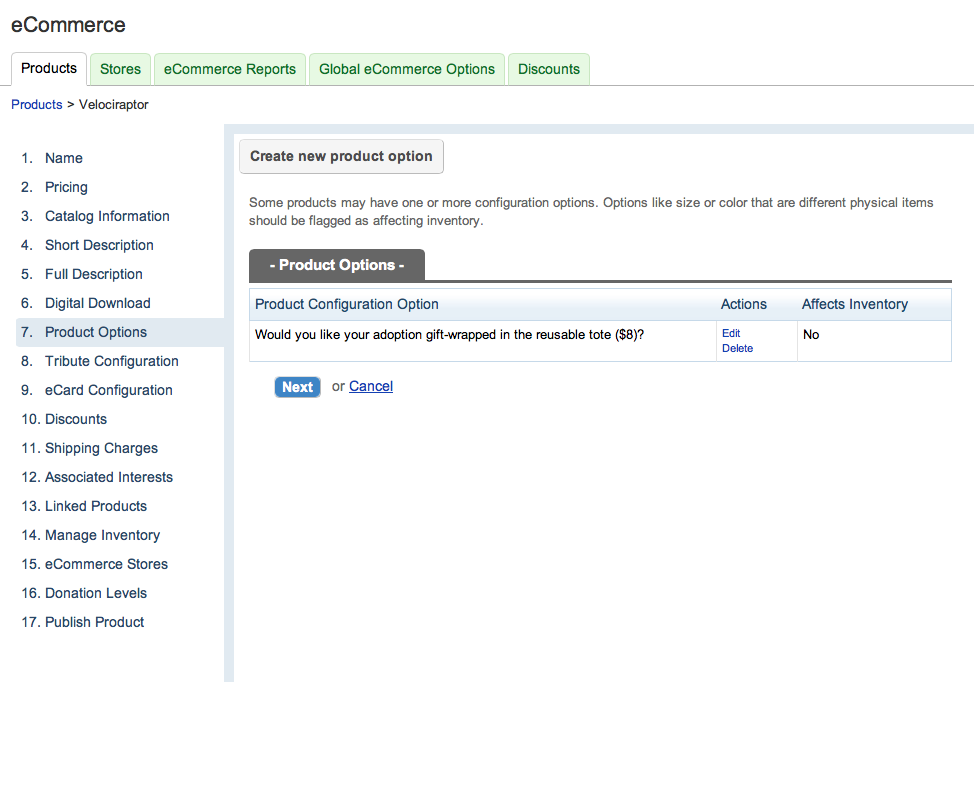 eCommerce
Products Stores eCommerce Reports Global eCommerce Options Discounts
Products > Velociraptor
1. Name
2. Pricing
3. Catalog Information
4. Short Description
5. Full Description
6. Digital Download
7. Product Options
8. Tribute Configuration
9. eCard Configuration
10. Discounts
11. Shipping Charges
12. Associated Interests
13. Linked Products
14. Manage Inventory
15. eCommerce Stores
16. Donation Levels
17. Publish Product
Create new product option
Some products may have one or more configuration options. Options like size or color that are different physical items
should be flagged as affecting inventory.
- Product Options -
Product Configuration Option Actions Affects Inventory
Would you like your adoption gift-wrapped in the reusable tote ($8)? Edit No
Delete
Next or Cancel